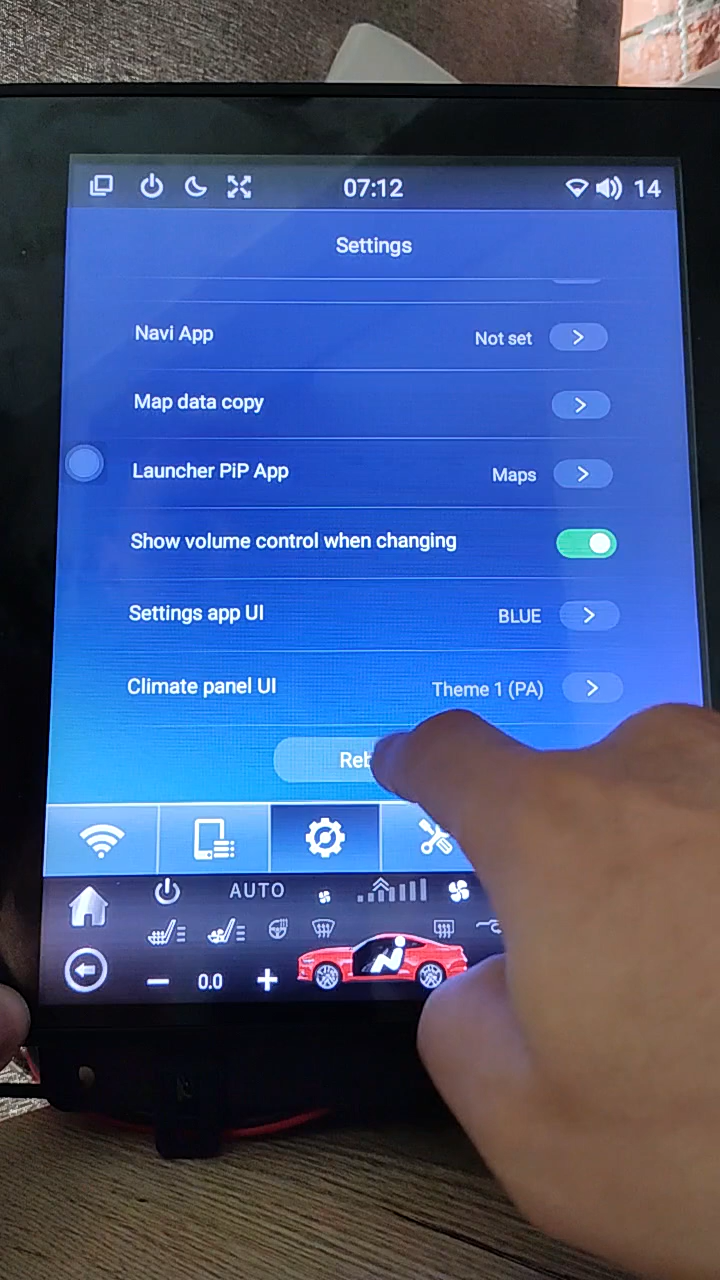 07:12
14
Settings
Navi App Not set
Map data copy
Launcher PiP App Maps
Show volume control when changing
Settings app UI BLUE
Climate panel UI Theme 1 (PA)
Reb
AUTO
− 0.0 +